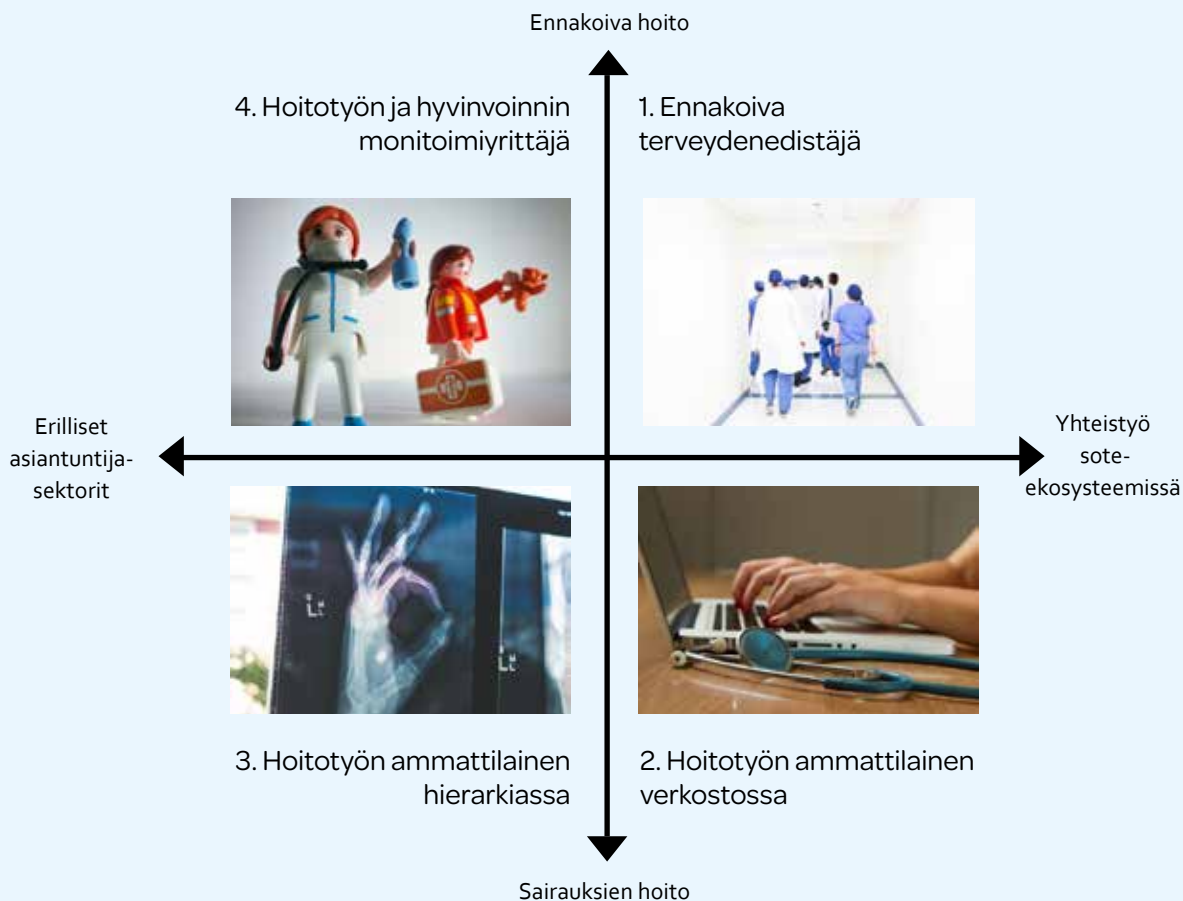 Ennakoiva hoito
4. Hoitotyön ja hyvinvoinnin
monitoimiyrittäjä
1. Ennakoiva
terveydenedistäjä
Erilliset
asiantuntija-
sektorit
Yhteistyö
sote-
ekosysteemissä
3. Hoitotyön ammattilainen
hierarkiassa
2. Hoitotyön ammattilainen
verkostossa
Sairauksien hoito